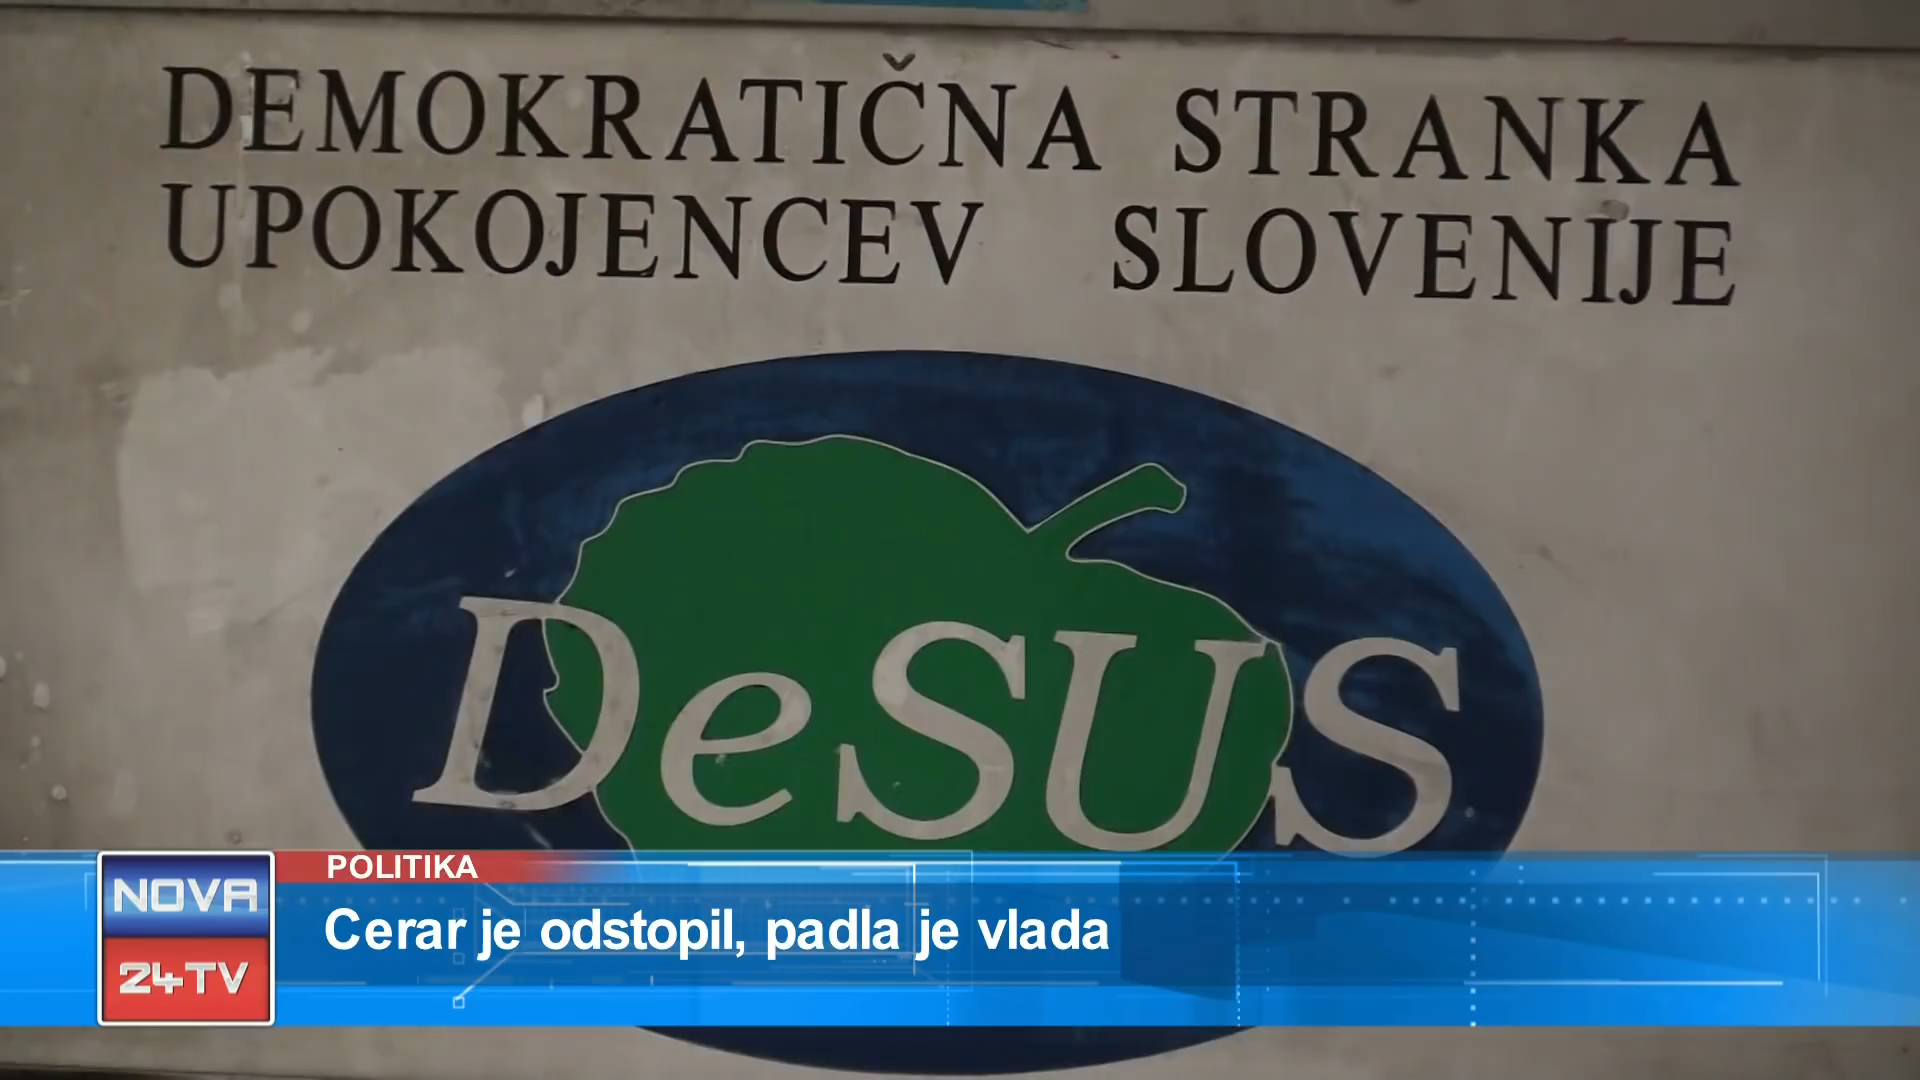 DEMOKRATIČNA STRANKA
UPOKOJENCEV SLOVENIJE
DeSUS
POLITIKA
NOVA
24TV
Cerar je odstopil, padla je vlada